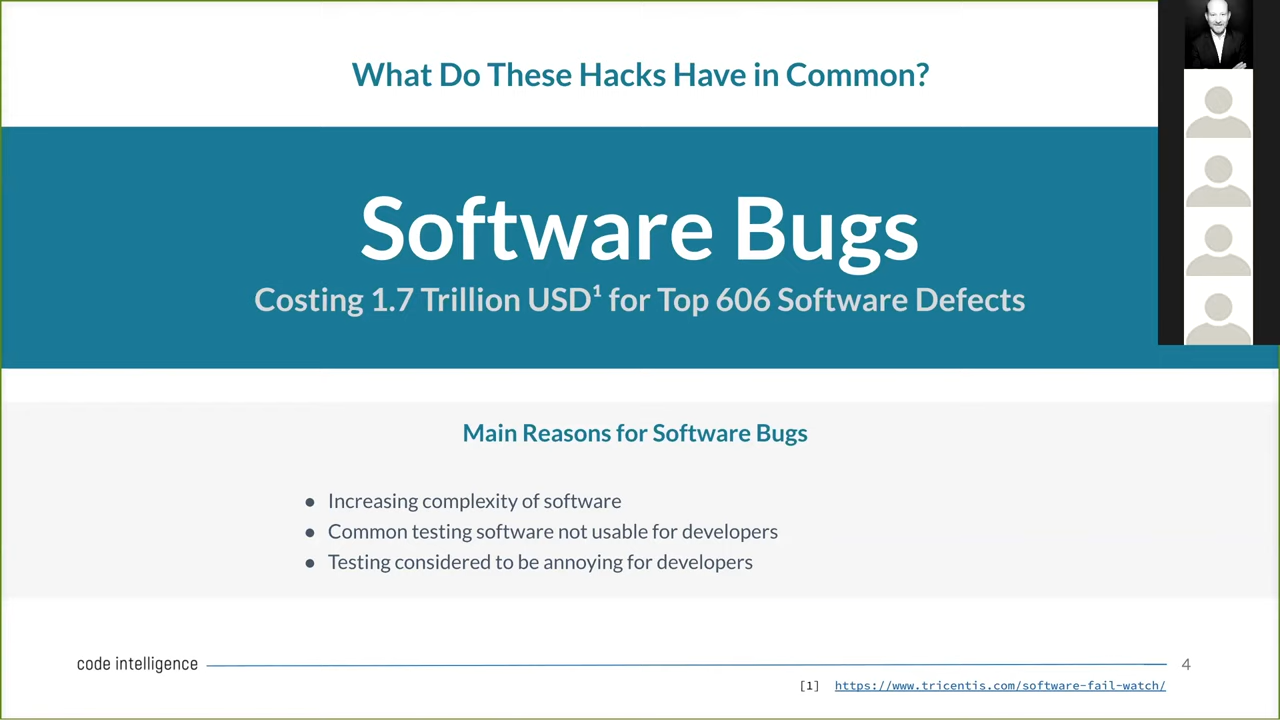 What Do These Hacks Have in Common?
Software Bugs
Costing 1.7 Trillion USD¹ for Top 606 Software Defects
Main Reasons for Software Bugs
● Increasing complexity of software
● Common testing software not usable for developers
● Testing considered to be annoying for developers
code intelligence
4
[1] https://www.tricentis.com/software-fail-watch/